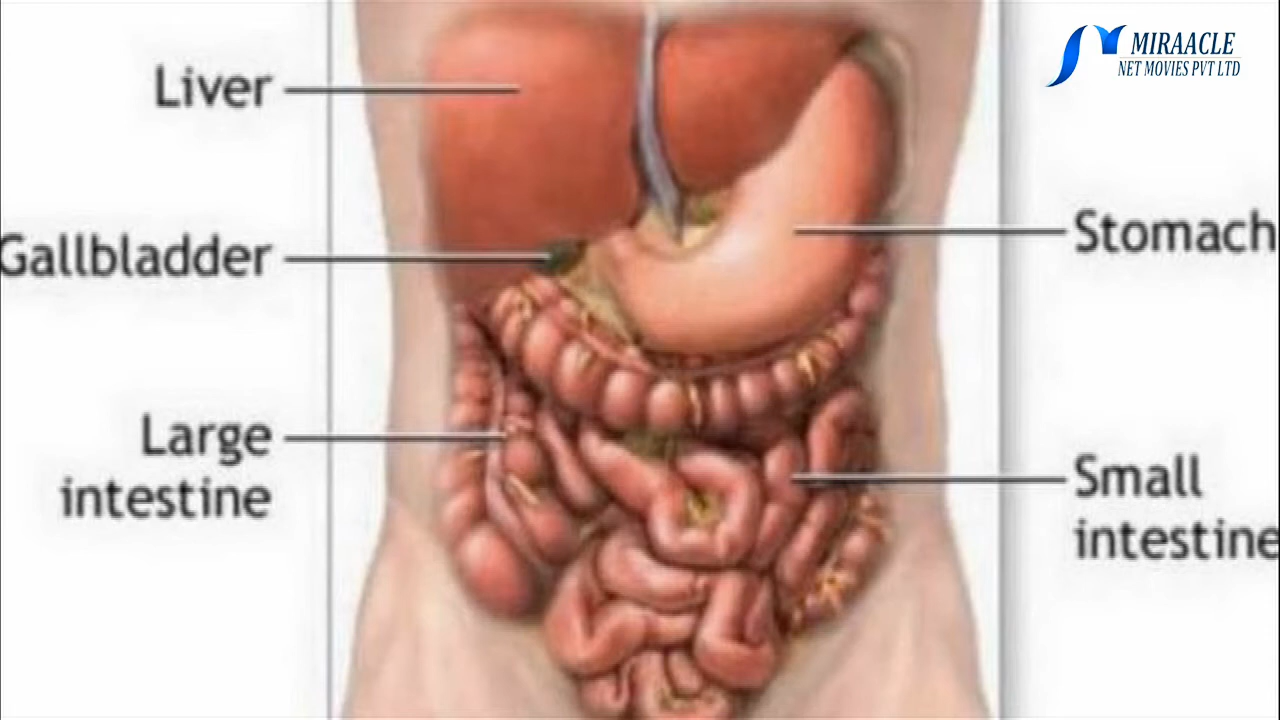 MIRAACLE
NET MOVIES PVT LTD
Liver
Gallbladder
Stomach
Large
intestine
Small
intestine